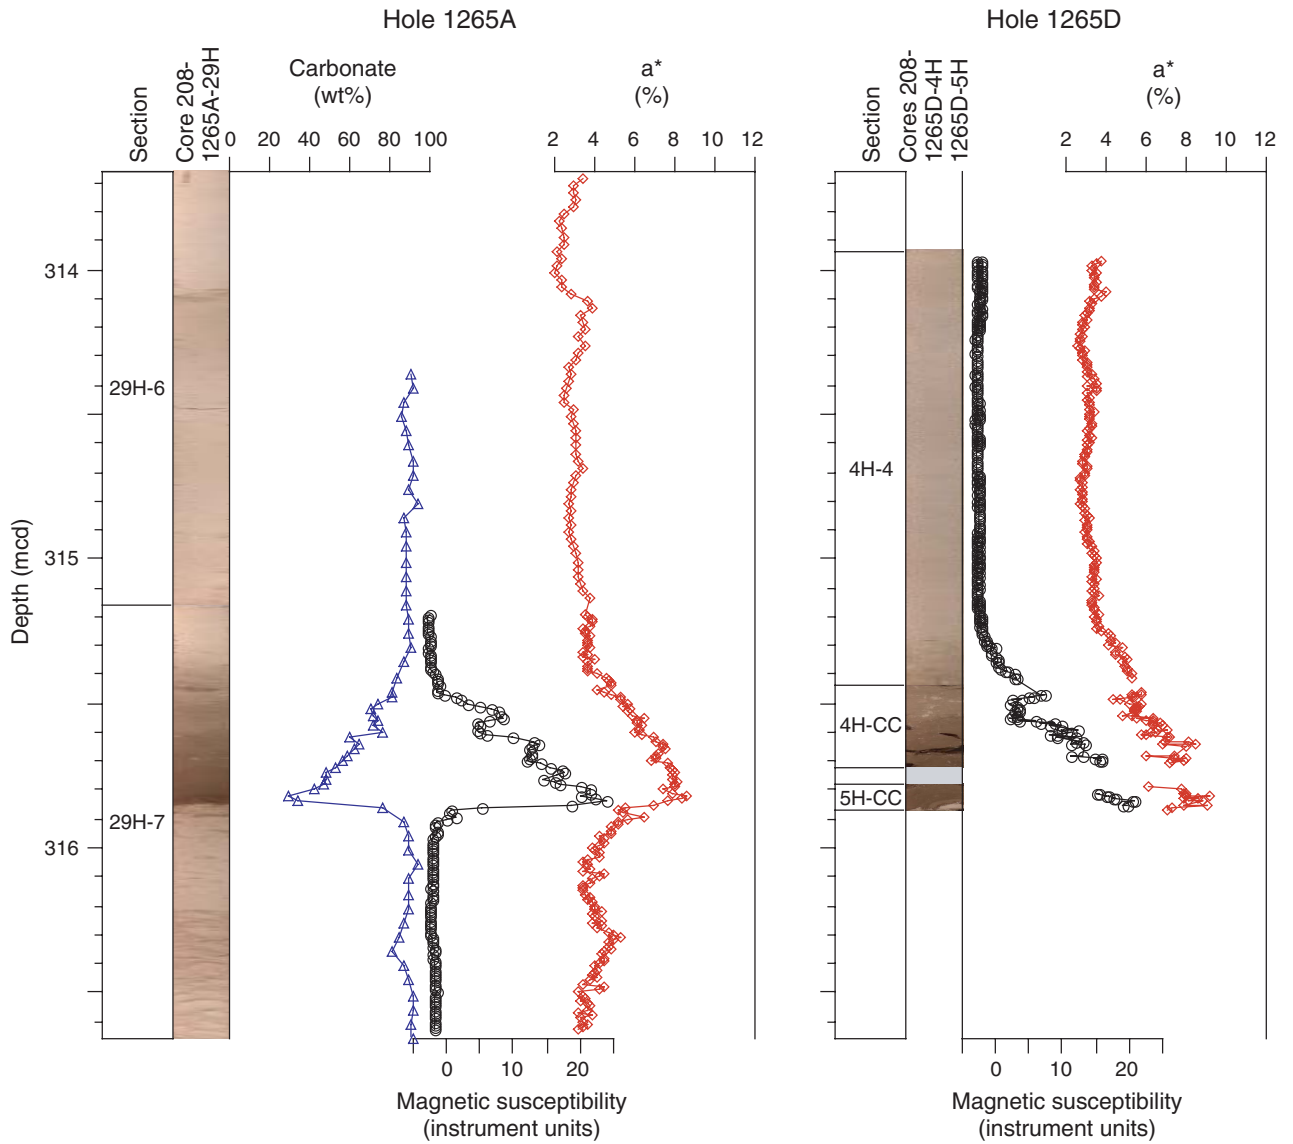 Hole 1265A
Hole 1265D
Section
Core 208-
1265A-29H
Carbonate
(wt%)
a*
(%)
Section
Cores 208-
1265D-4H
1265D-5H
a*
(%)
0 20 40 60 80 100
2 4 6 8 10 12
2 4 6 8 10 12
Depth (mcd)
314
315
316
29H-6
29H-7
4H-4
4H-CC
5H-CC
0 10 20
Magnetic susceptibility
(instrument units)
0 10 20
Magnetic susceptibility
(instrument units)